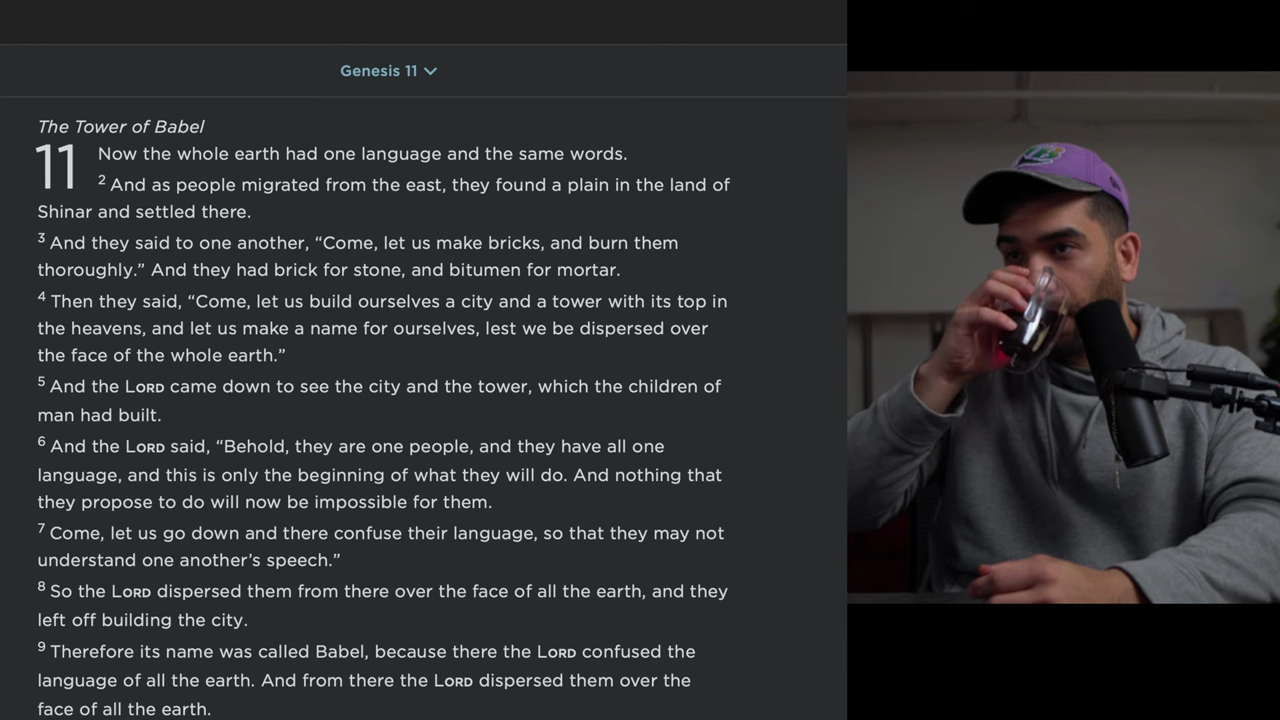 Genesis 11
The Tower of Babel
11 Now the whole earth had one language and the same words.
2 And as people migrated from the east, they found a plain in the land of
Shinar and settled there.
3 And they said to one another, “Come, let us make bricks, and burn them
thoroughly.” And they had brick for stone, and bitumen for mortar.
4 Then they said, “Come, let us build ourselves a city and a tower with its top in
the heavens, and let us make a name for ourselves, lest we be dispersed over
the face of the whole earth.”
5 And the LORD came down to see the city and the tower, which the children of
man had built.
6 And the LORD said, “Behold, they are one people, and they have all one
language, and this is only the beginning of what they will do. And nothing that
they propose to do will now be impossible for them.
7 Come, let us go down and there confuse their language, so that they may not
understand one another’s speech.”
8 So the LORD dispersed them from there over the face of all the earth, and they
left off building the city.
9 Therefore its name was called Babel, because there the LORD confused the
language of all the earth. And from there the LORD dispersed them over the
face of all the earth.